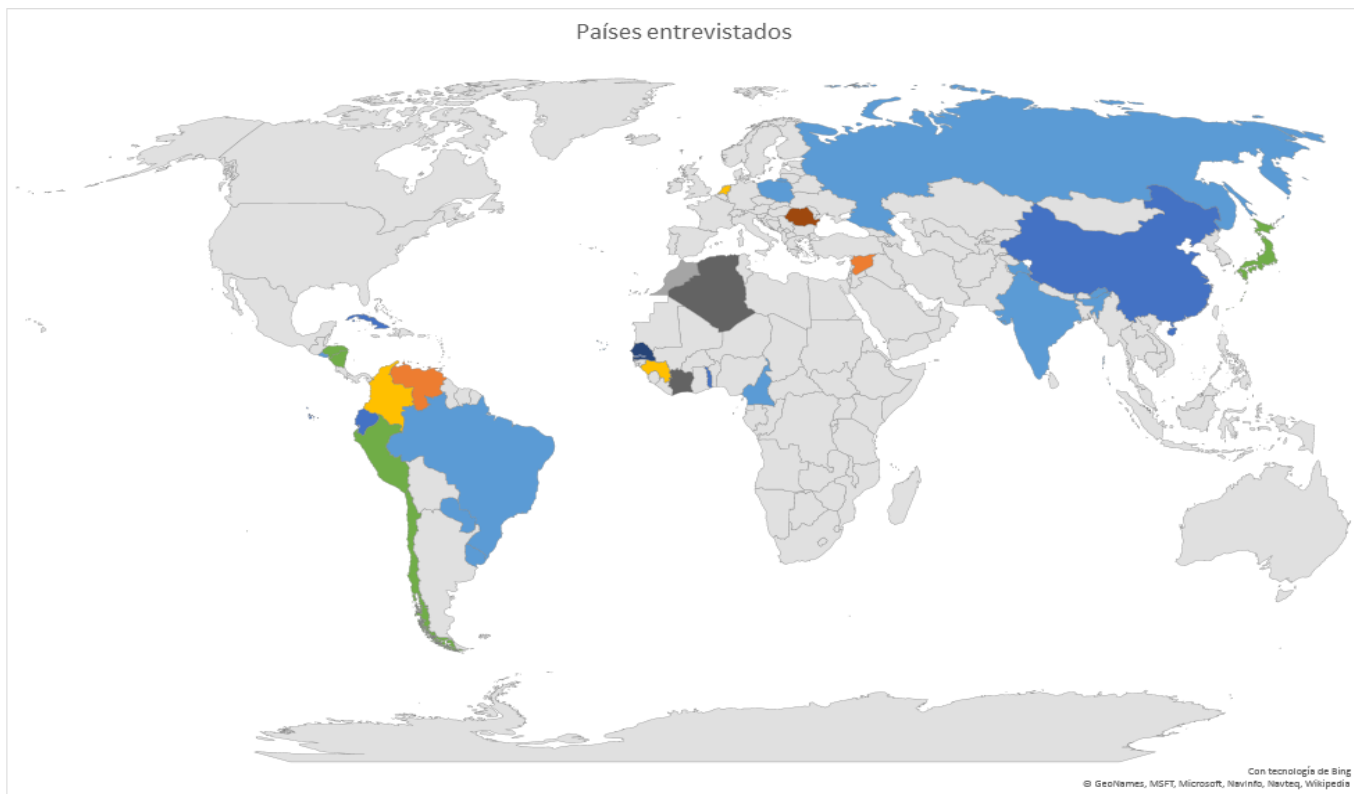 Países entrevistados
Con tecnología de Bing
© GeoNames, MSFT, Microsoft, NavInfo, Navteq, Wikipedia